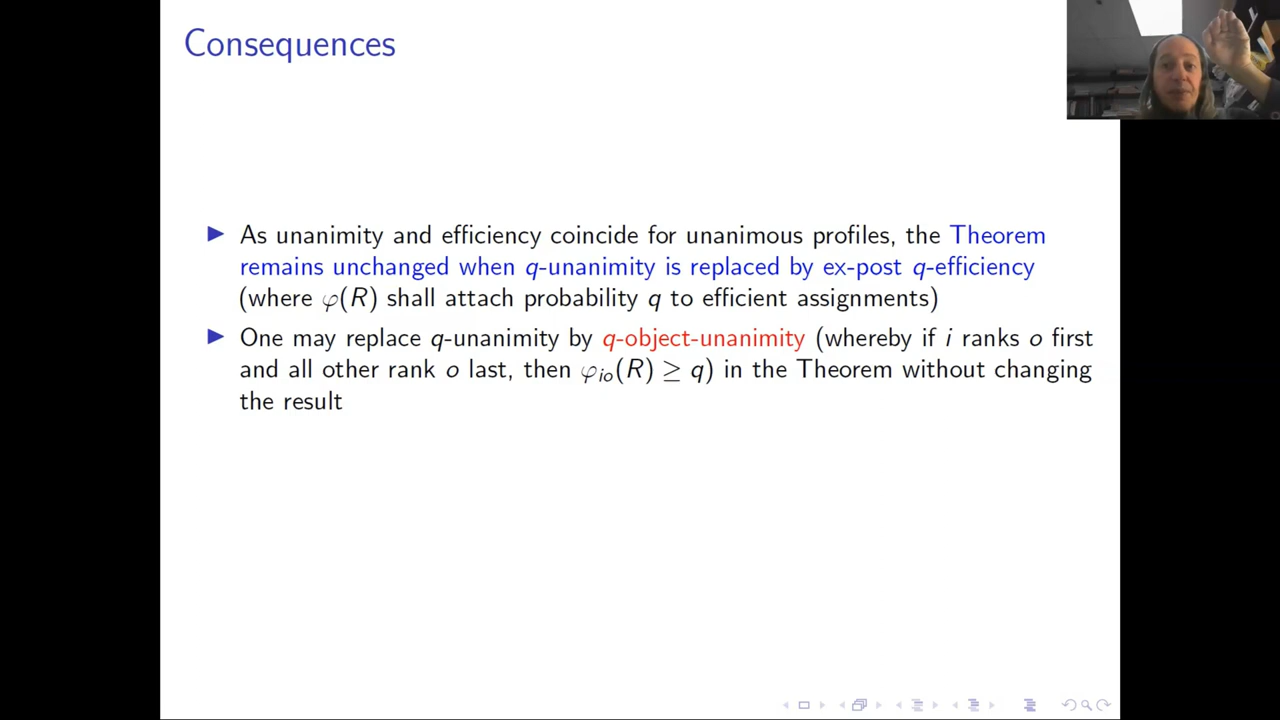 Consequences
▶ As unanimity and efficiency coincide for unanimous profiles, the Theorem
remains unchanged when q-unanimity is replaced by ex-post q-efficiency
(where φ(R) shall attach probability q to efficient assignments)
▶ One may replace q-unanimity by q-object-unanimity (whereby if i ranks o first
and all other rank o last, then φio(R) ≥ q) in the Theorem without changing
the result